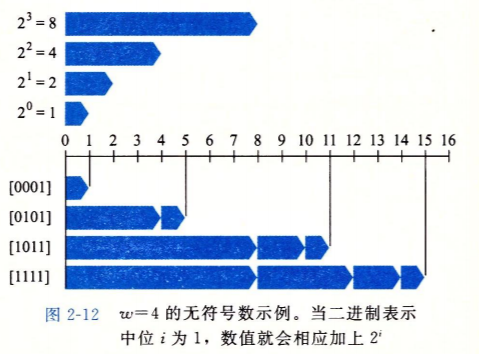 2³ = 8
2² = 4
2¹ = 2
2⁰ = 1
0 1 2 3 4 5 6 7 8 9 10 11 12 13 14 15 16
[0001]
[0101]
[1011]
[1111]
图 2-12 w=4 的无符号数示例。当二进制表示
中位 i 为 1，数值就会相应加上 2ⁱ